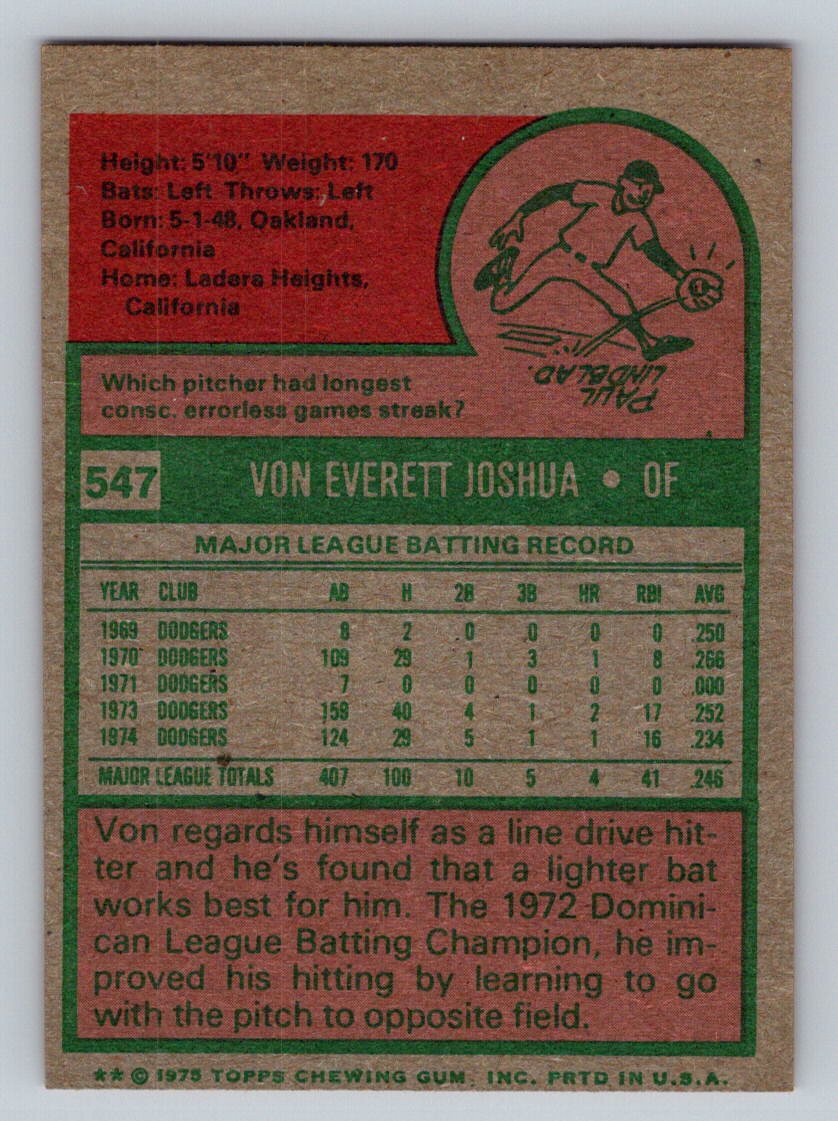 Height: 5'10" Weight: 170
Bats: Left Throws: Left
Born: 5-1-48, Oakland,
California
Home: Ladera Heights,
California
PAUL
LINDBLAD.
Which pitcher had longest
consc. errorless games streak?
547 VON EVERETT JOSHUA • OF
MAJOR LEAGUE BATTING RECORD
YEAR CLUB AB H 2B 3B HR RBI AVG
1969 DODGERS 8 2 0 0 0 0 .250
1970 DODGERS 109 29 1 3 1 8 .266
1971 DODGERS 7 0 0 0 0 0 .000
1973 DODGERS 159 40 4 1 2 17 .252
1974 DODGERS 124 29 5 1 1 16 .234
MAJOR LEAGUE TOTALS 407 100 10 5 4 41 .246
Von regards himself as a line drive hit-
ter and he's found that a lighter bat
works best for him. The 1972 Domini-
can League Batting Champion, he im-
proved his hitting by learning to go
with the pitch to opposite field.
** © 1975 TOPPS CHEWING GUM, INC. PRTD IN U.S.A.